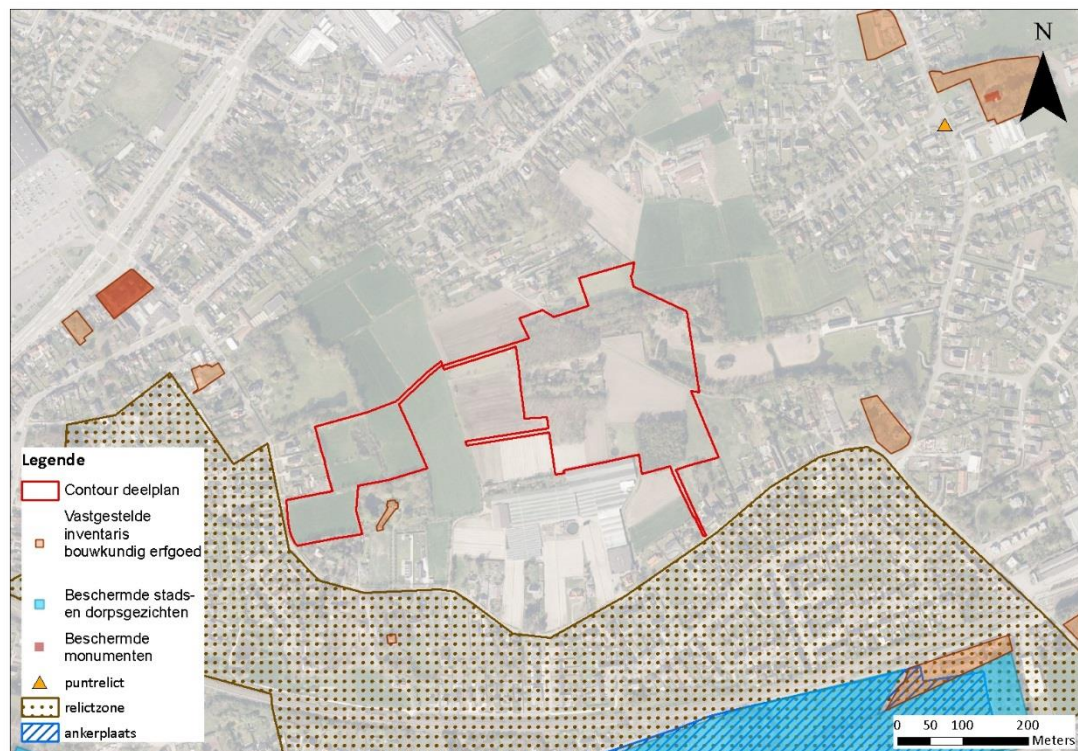 N
Legende
Contour deelplan
Vastgestelde
inventaris
bouwkundig erfgoed
Beschermde stads-
en dorpsgezichten
Beschermde
monumenten
puntrelict
relictzone
ankerplaats
0 50 100 200
Meters